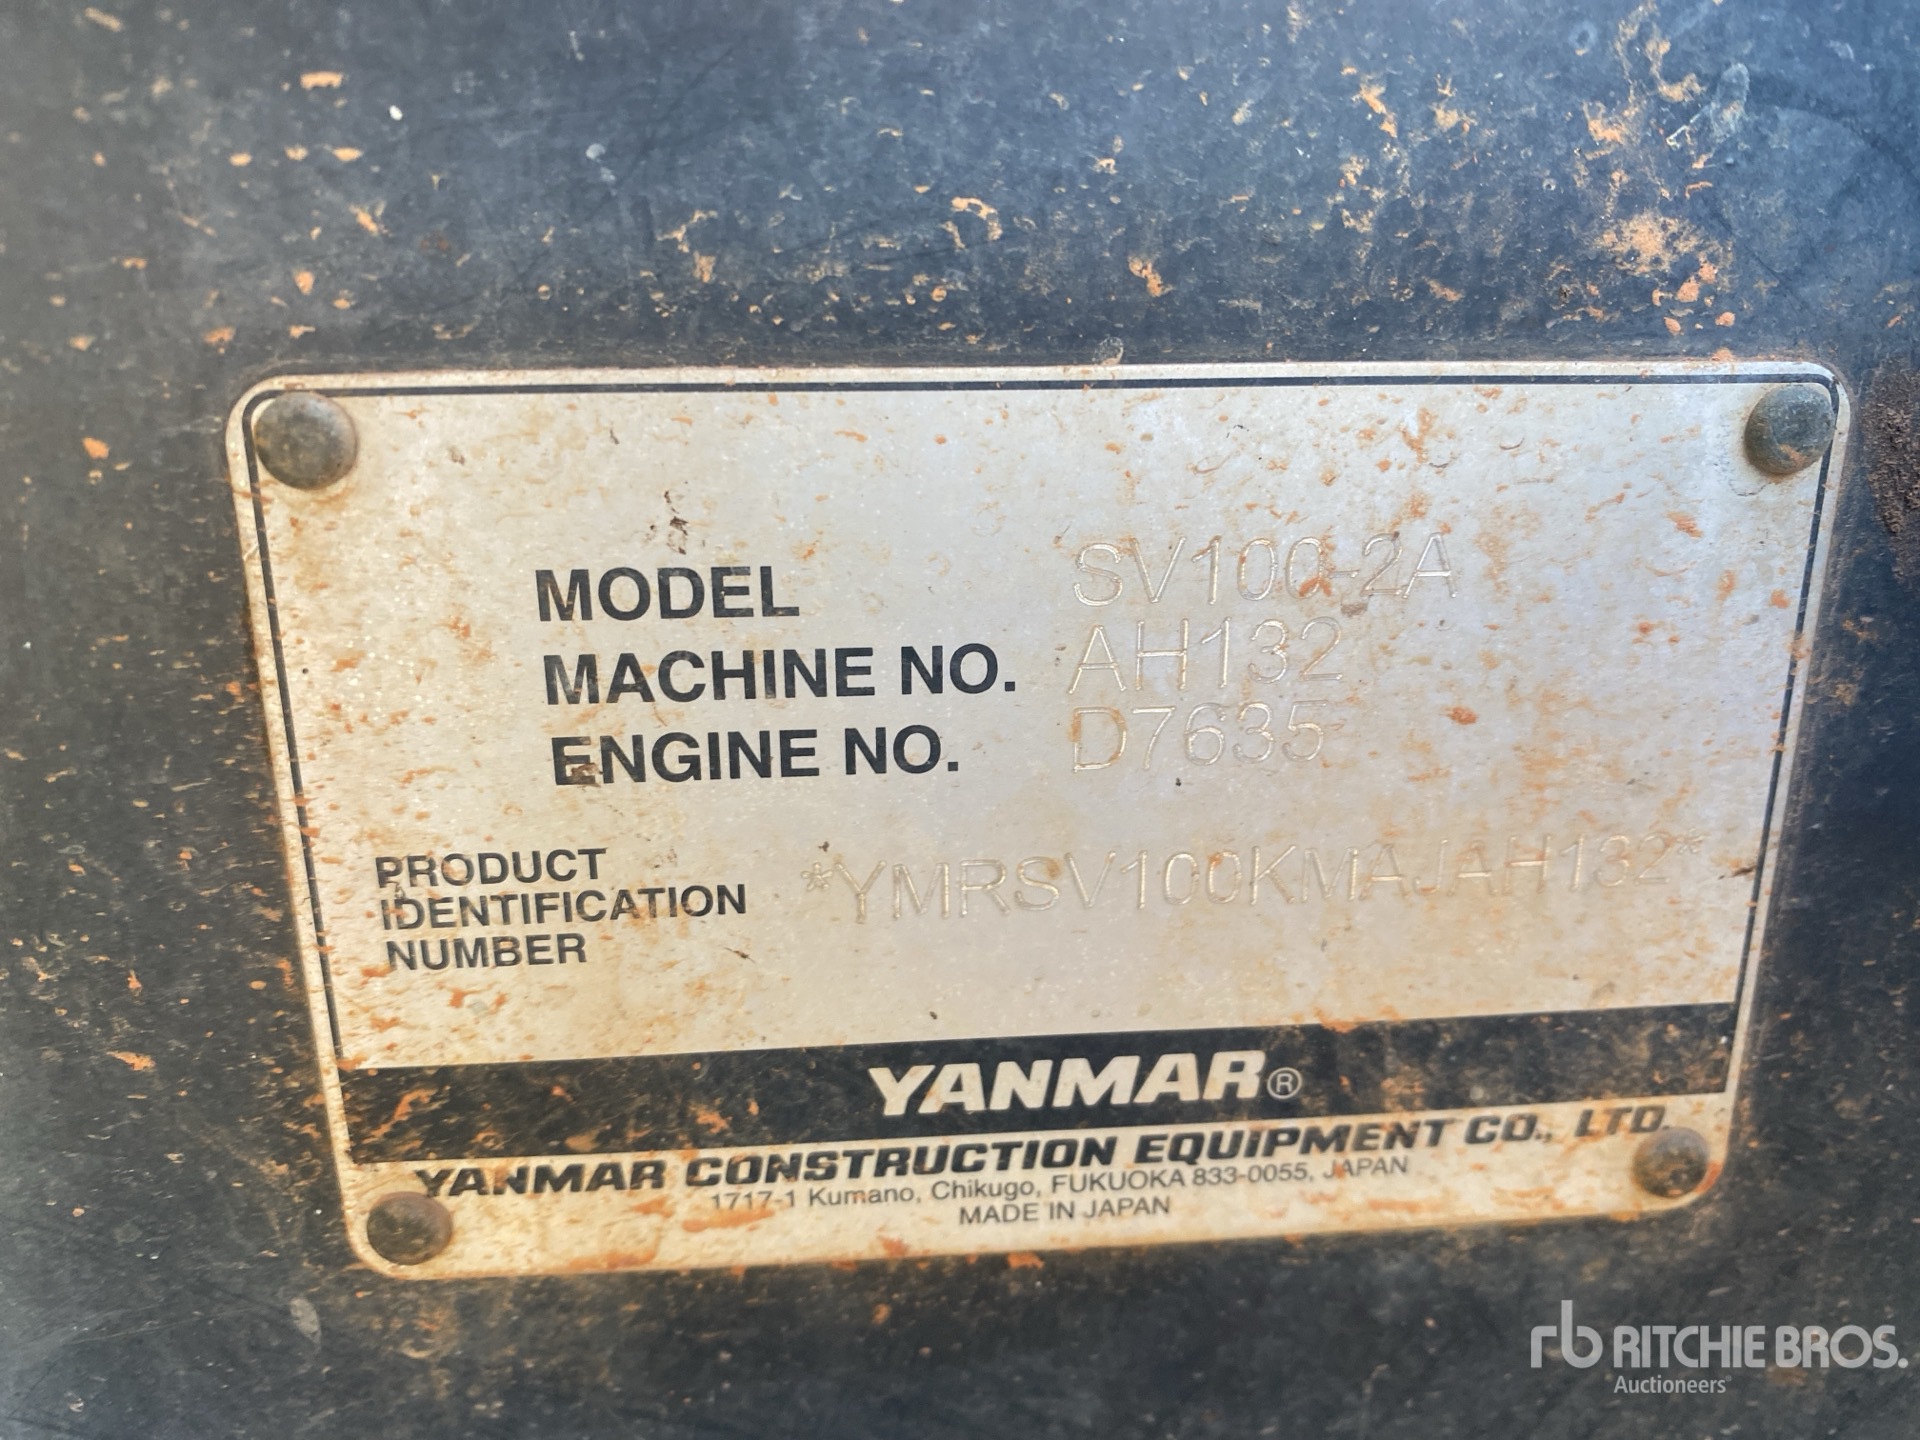 MODEL SV100-2A
MACHINE NO. AH132
ENGINE NO. D7635
PRODUCT
IDENTIFICATION
NUMBER
*YMRSV100KMAJAH132*
YANMAR®
YANMAR CONSTRUCTION EQUIPMENT CO., LTD.
1717-1 Kumano, Chikugo, FUKUOKA 833-0055, JAPAN
MADE IN JAPAN
rb RITCHIE BROS.
Auctioneers